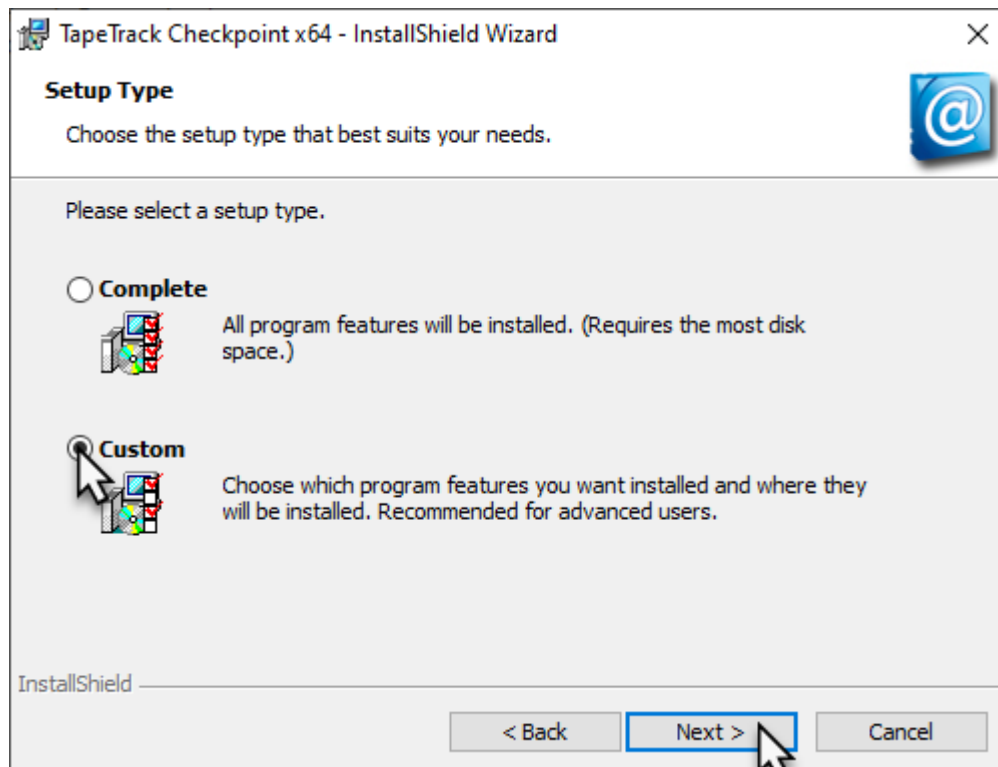 TapeTrack Checkpoint x64 - InstallShield Wizard
Setup Type
Choose the setup type that best suits your needs.
@
Please select a setup type.
Complete
All program features will be installed. (Requires the most disk
space.)
Custom
Choose which program features you want installed and where they
will be installed. Recommended for advanced users.
InstallShield
< Back
Next >
Cancel